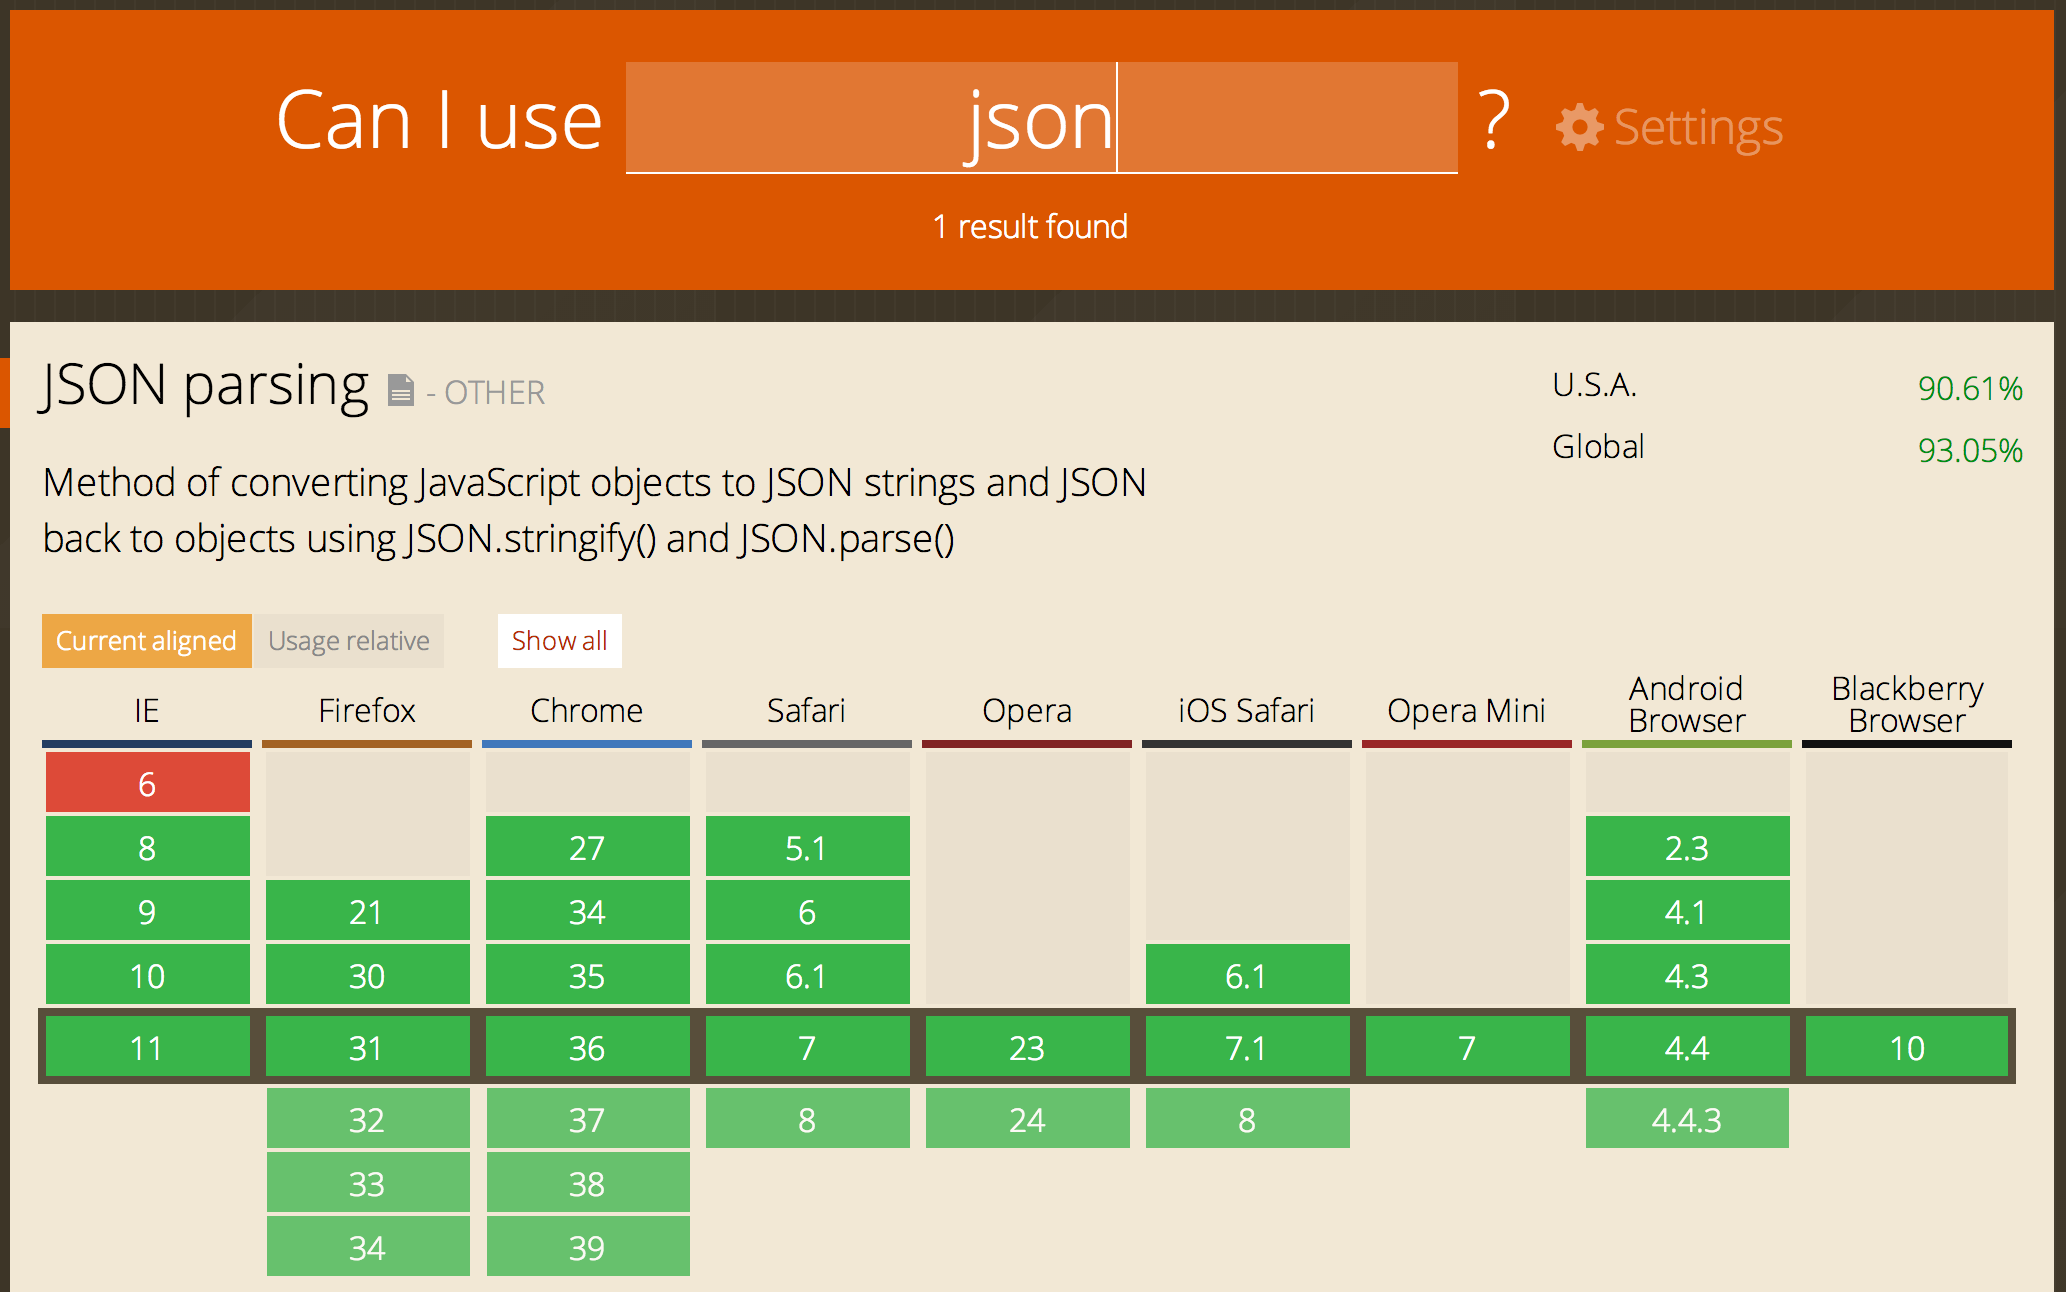 Can I use json ? Settings
1 result found
JSON parsing - OTHER
U.S.A. 90.61%
Global 93.05%
Method of converting JavaScript objects to JSON strings and JSON
back to objects using JSON.stringify() and JSON.parse()
Current aligned Usage relative Show all
IE Firefox Chrome Safari Opera iOS Safari Opera Mini Android Browser Blackberry Browser
6
8 27 5.1 2.3
9 21 34 6 4.1
10 30 35 6.1 6.1 4.3
11 31 36 7 23 7.1 7 4.4 10
32 37 8 24 8 4.4.3
33 38
34 39